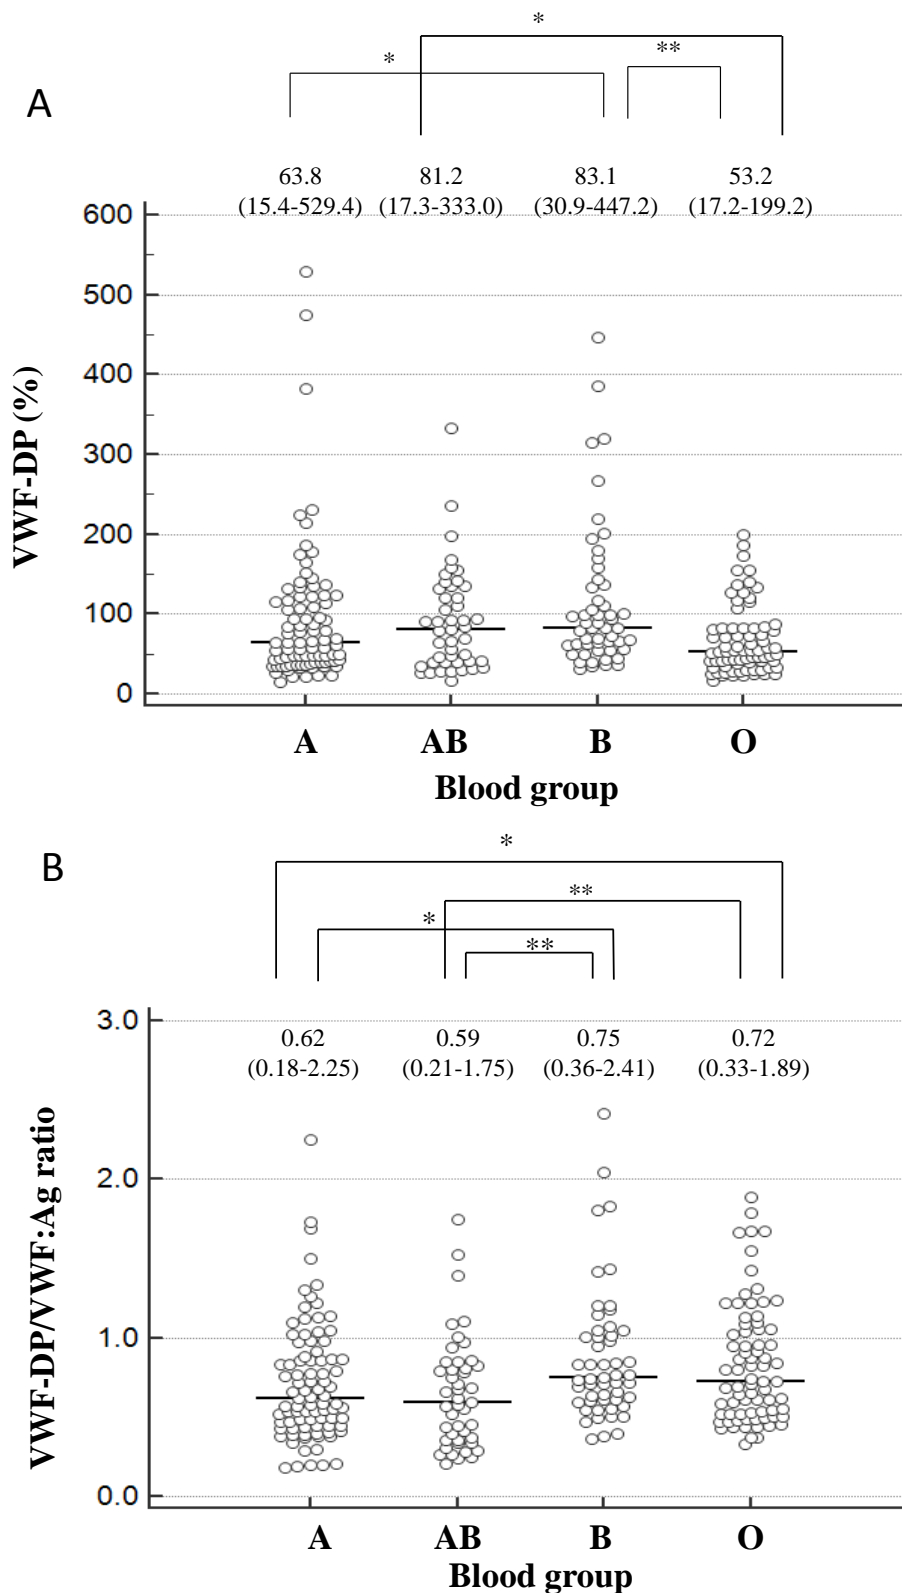 *
*
**
A
63.8 81.2 83.1 53.2
(15.4-529.4) (17.3-333.0) (30.9-447.2) (17.2-199.2)
600
500
400
300
200
100
0
VWF-DP (%)
A AB B O
Blood group
*
B
**
*
**
3.0
0.62 0.59 0.75 0.72
(0.18-2.25) (0.21-1.75) (0.36-2.41) (0.33-1.89)
2.0
1.0
0.0
VWF-DP/VWF:Ag ratio
A AB B O
Blood group